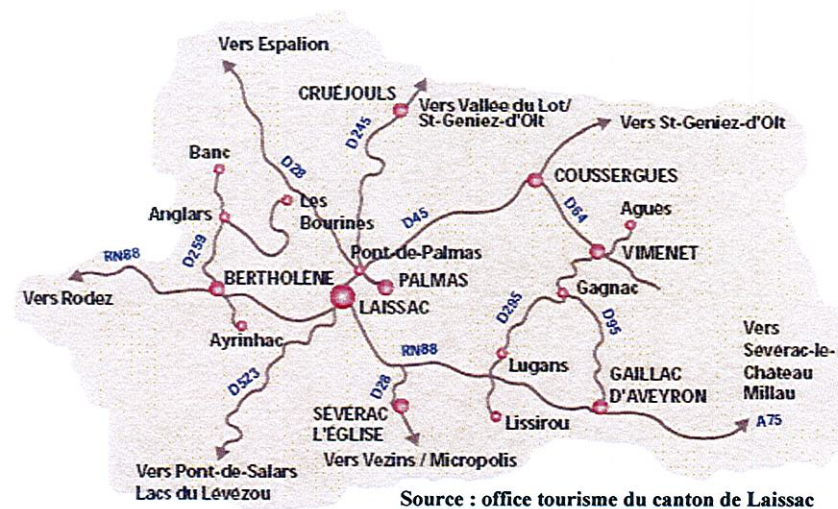 Vers Espalion
CRUÉJOULS
Vers Vallée du Lot/
St-Geniez-d'Olt
Vers St-Geniez-d'Olt
D245
Banc
D28
COUSSERGUES
Les
Bourines
Anglars
D45
D64
Aguès
RN88
D259
Pont-de-Palmas
VIMENET
BERTHOLÈNE
PALMAS
Vers Rodez
LAISSAC
Gagnac
D295
D95
Ayrinhac
RN88
Vers
Sévérac-le-
Château
Millau
Lugans
D523
D28
GAILLAC
D'AVEYRON
SÉVÉRAC
L'ÉGLISE
Lissirou
A75
Vers Pont-de-Salars
Lacs du Lévézou
Vers Vezins / Micropolis
Source : office tourisme du canton de Laissac